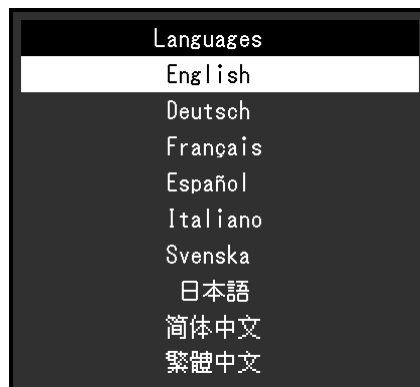 Languages
English
Deutsch
Français
Español
Italiano
Svenska
日本語
简体中文
繁體中文